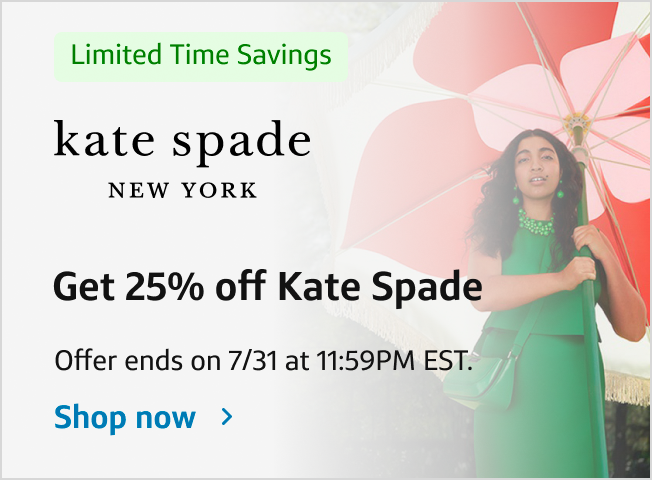 Limited Time Savings
kate spade
NEW YORK
Get 25% off Kate Spade
Offer ends on 7/31 at 11:59PM EST.
Shop now